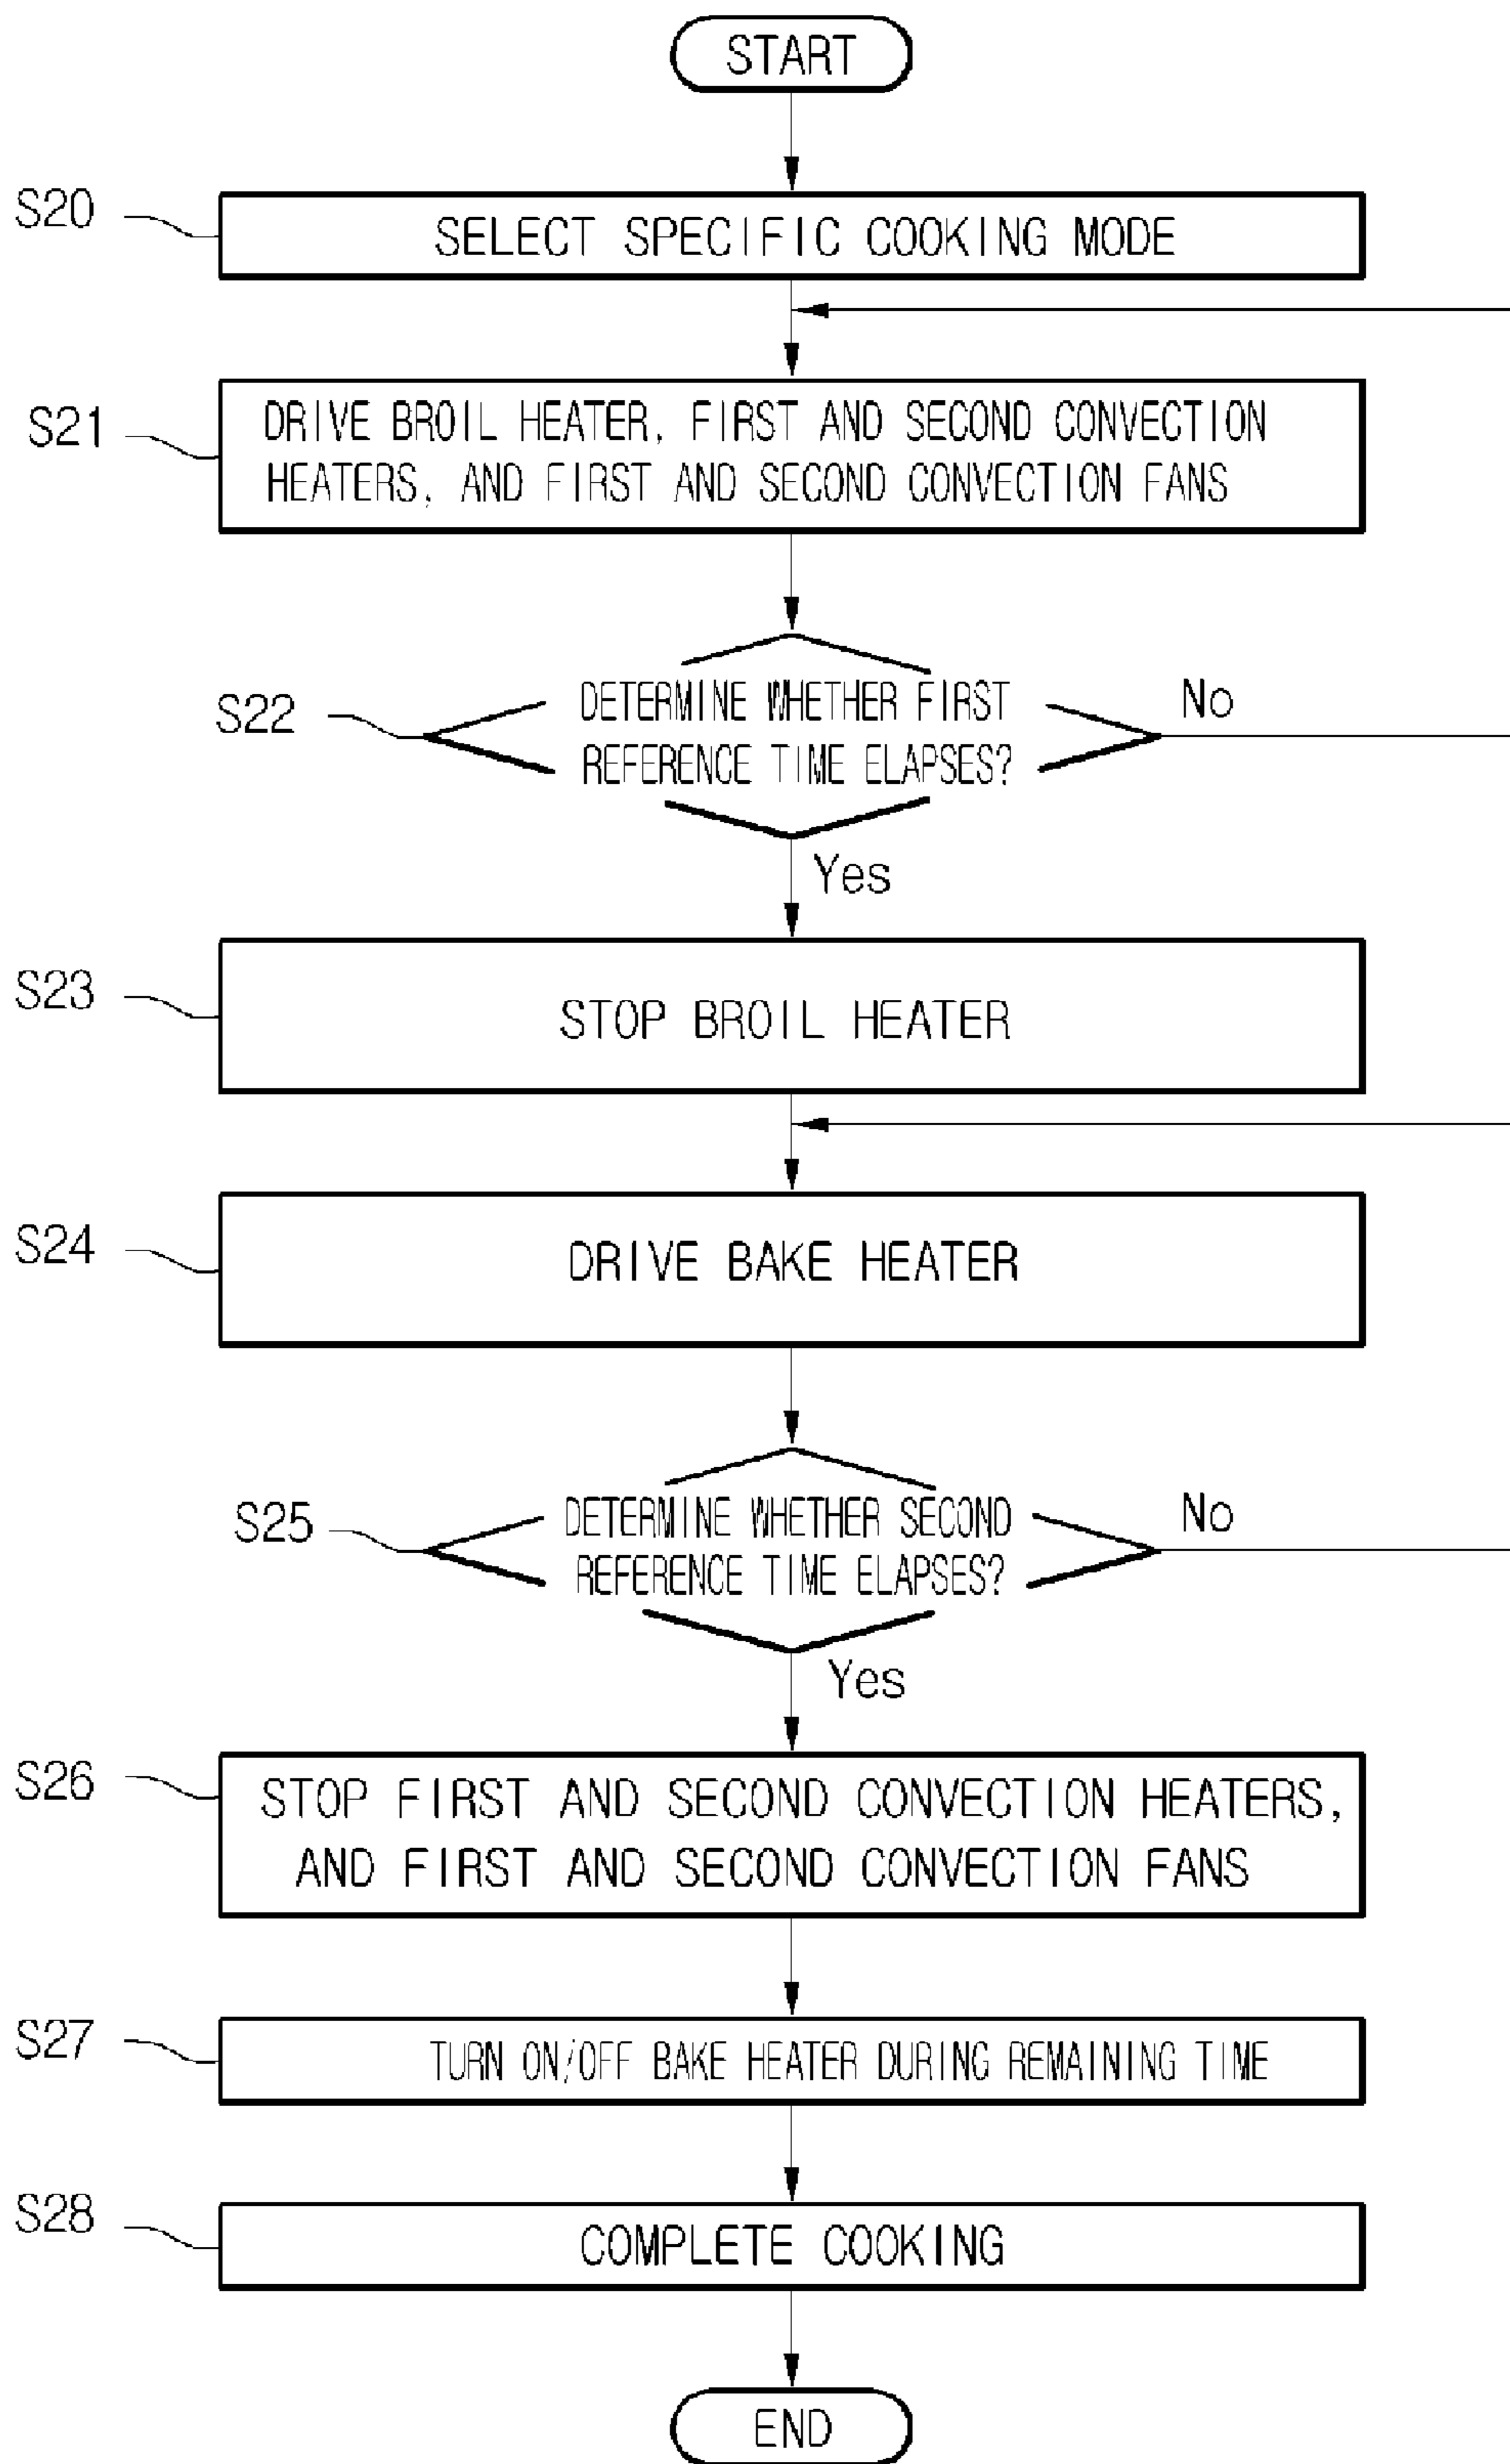 START
S20
SELECT SPECIFIC COOKING MODE
S21
DRIVE BROIL HEATER, FIRST AND SECOND CONVECTION
HEATERS, AND FIRST AND SECOND CONVECTION FANS
S22
DETERMINE WHETHER FIRST
REFERENCE TIME ELAPSES?
No
Yes
S23
STOP BROIL HEATER
S24
DRIVE BAKE HEATER
S25
DETERMINE WHETHER SECOND
REFERENCE TIME ELAPSES?
No
Yes
S26
STOP FIRST AND SECOND CONVECTION HEATERS,
AND FIRST AND SECOND CONVECTION FANS
S27
TURN ON/OFF BAKE HEATER DURING REMAINING TIME
S28
COMPLETE COOKING
END